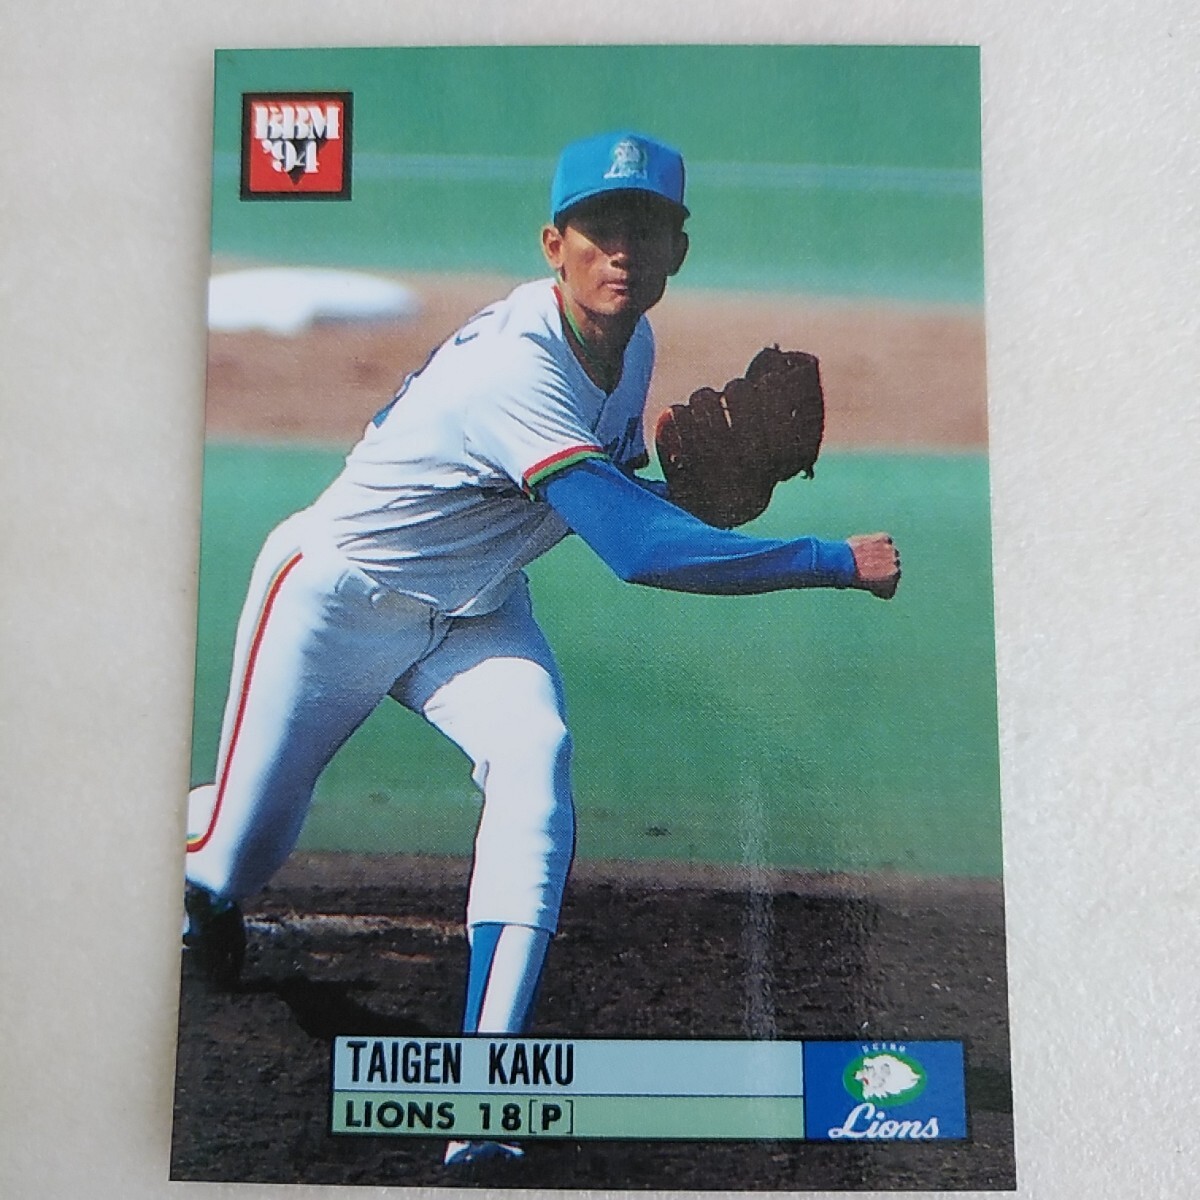 BBM
'94
Lions
TAIGEN KAKU
LIONS 18[P]
SEIBU
Lions